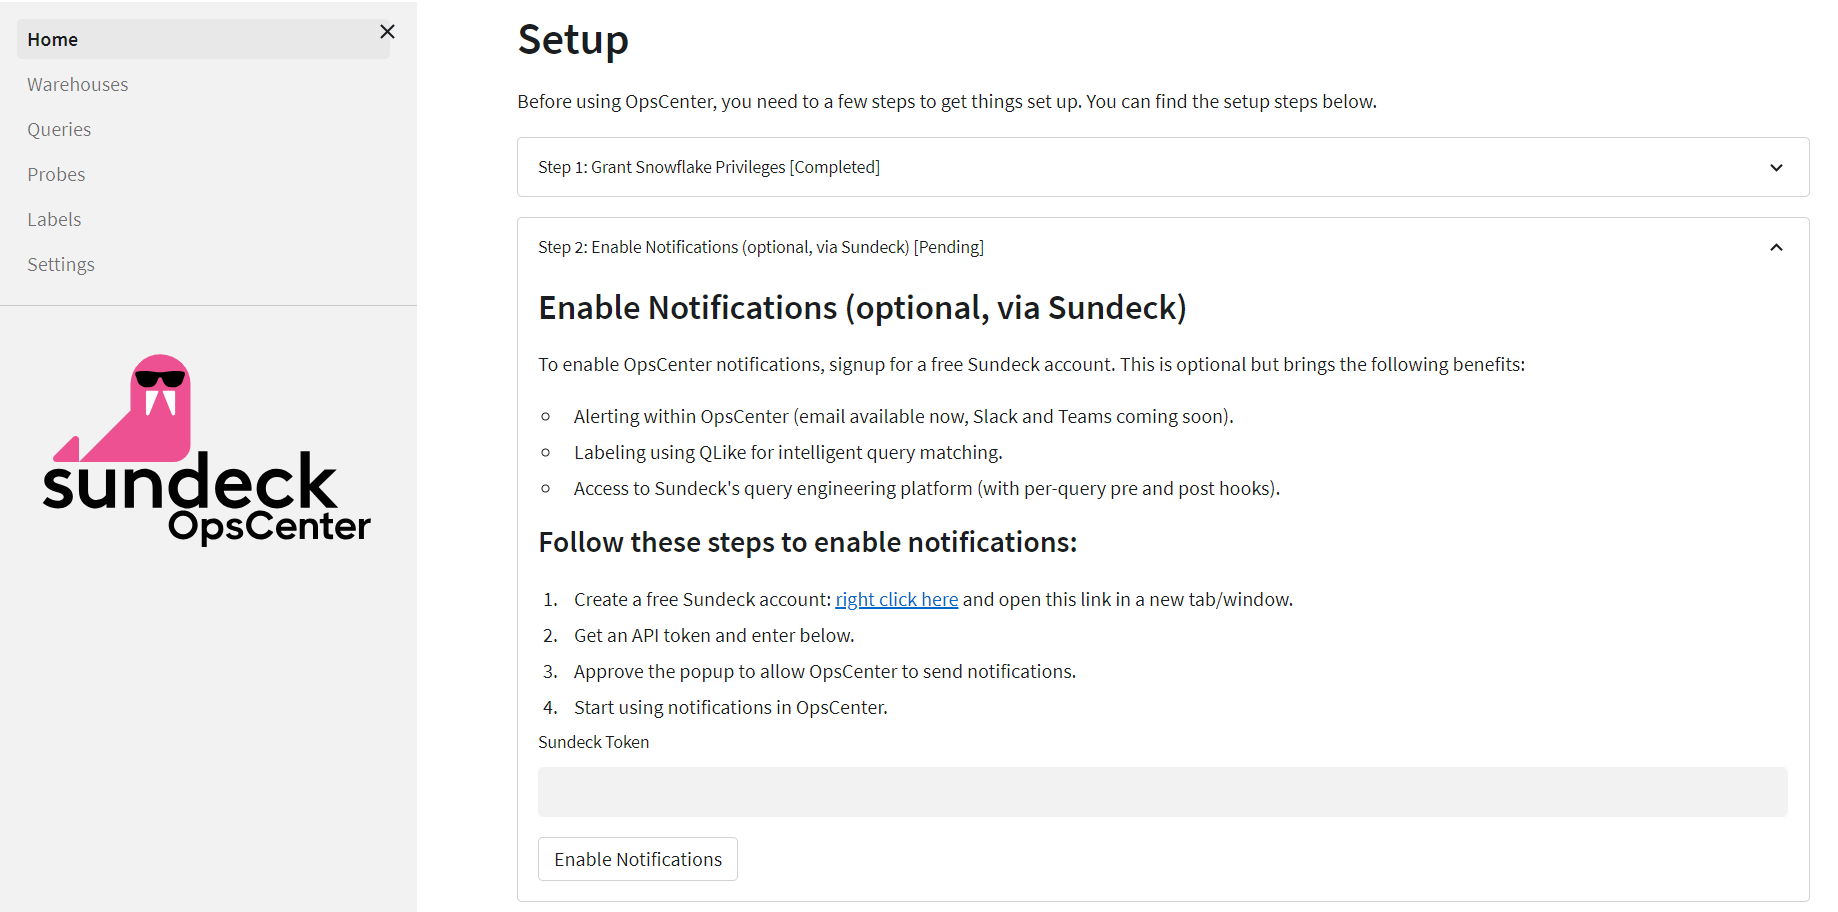 Home
Warehouses
Queries
Probes
Labels
Settings
sundeck
OpsCenter
Setup
Before using OpsCenter, you need to a few steps to get things set up. You can find the setup steps below.
Step 1: Grant Snowflake Privileges [Completed]
Step 2: Enable Notifications (optional, via Sundeck) [Pending]
Enable Notifications (optional, via Sundeck)
To enable OpsCenter notifications, signup for a free Sundeck account. This is optional but brings the following benefits:
Alerting within OpsCenter (email available now, Slack and Teams coming soon).
Labeling using QLike for intelligent query matching.
Access to Sundeck's query engineering platform (with per-query pre and post hooks).
Follow these steps to enable notifications:
1. Create a free Sundeck account: right click here and open this link in a new tab/window.
2. Get an API token and enter below.
3. Approve the popup to allow OpsCenter to send notifications.
4. Start using notifications in OpsCenter.
Sundeck Token
Enable Notifications